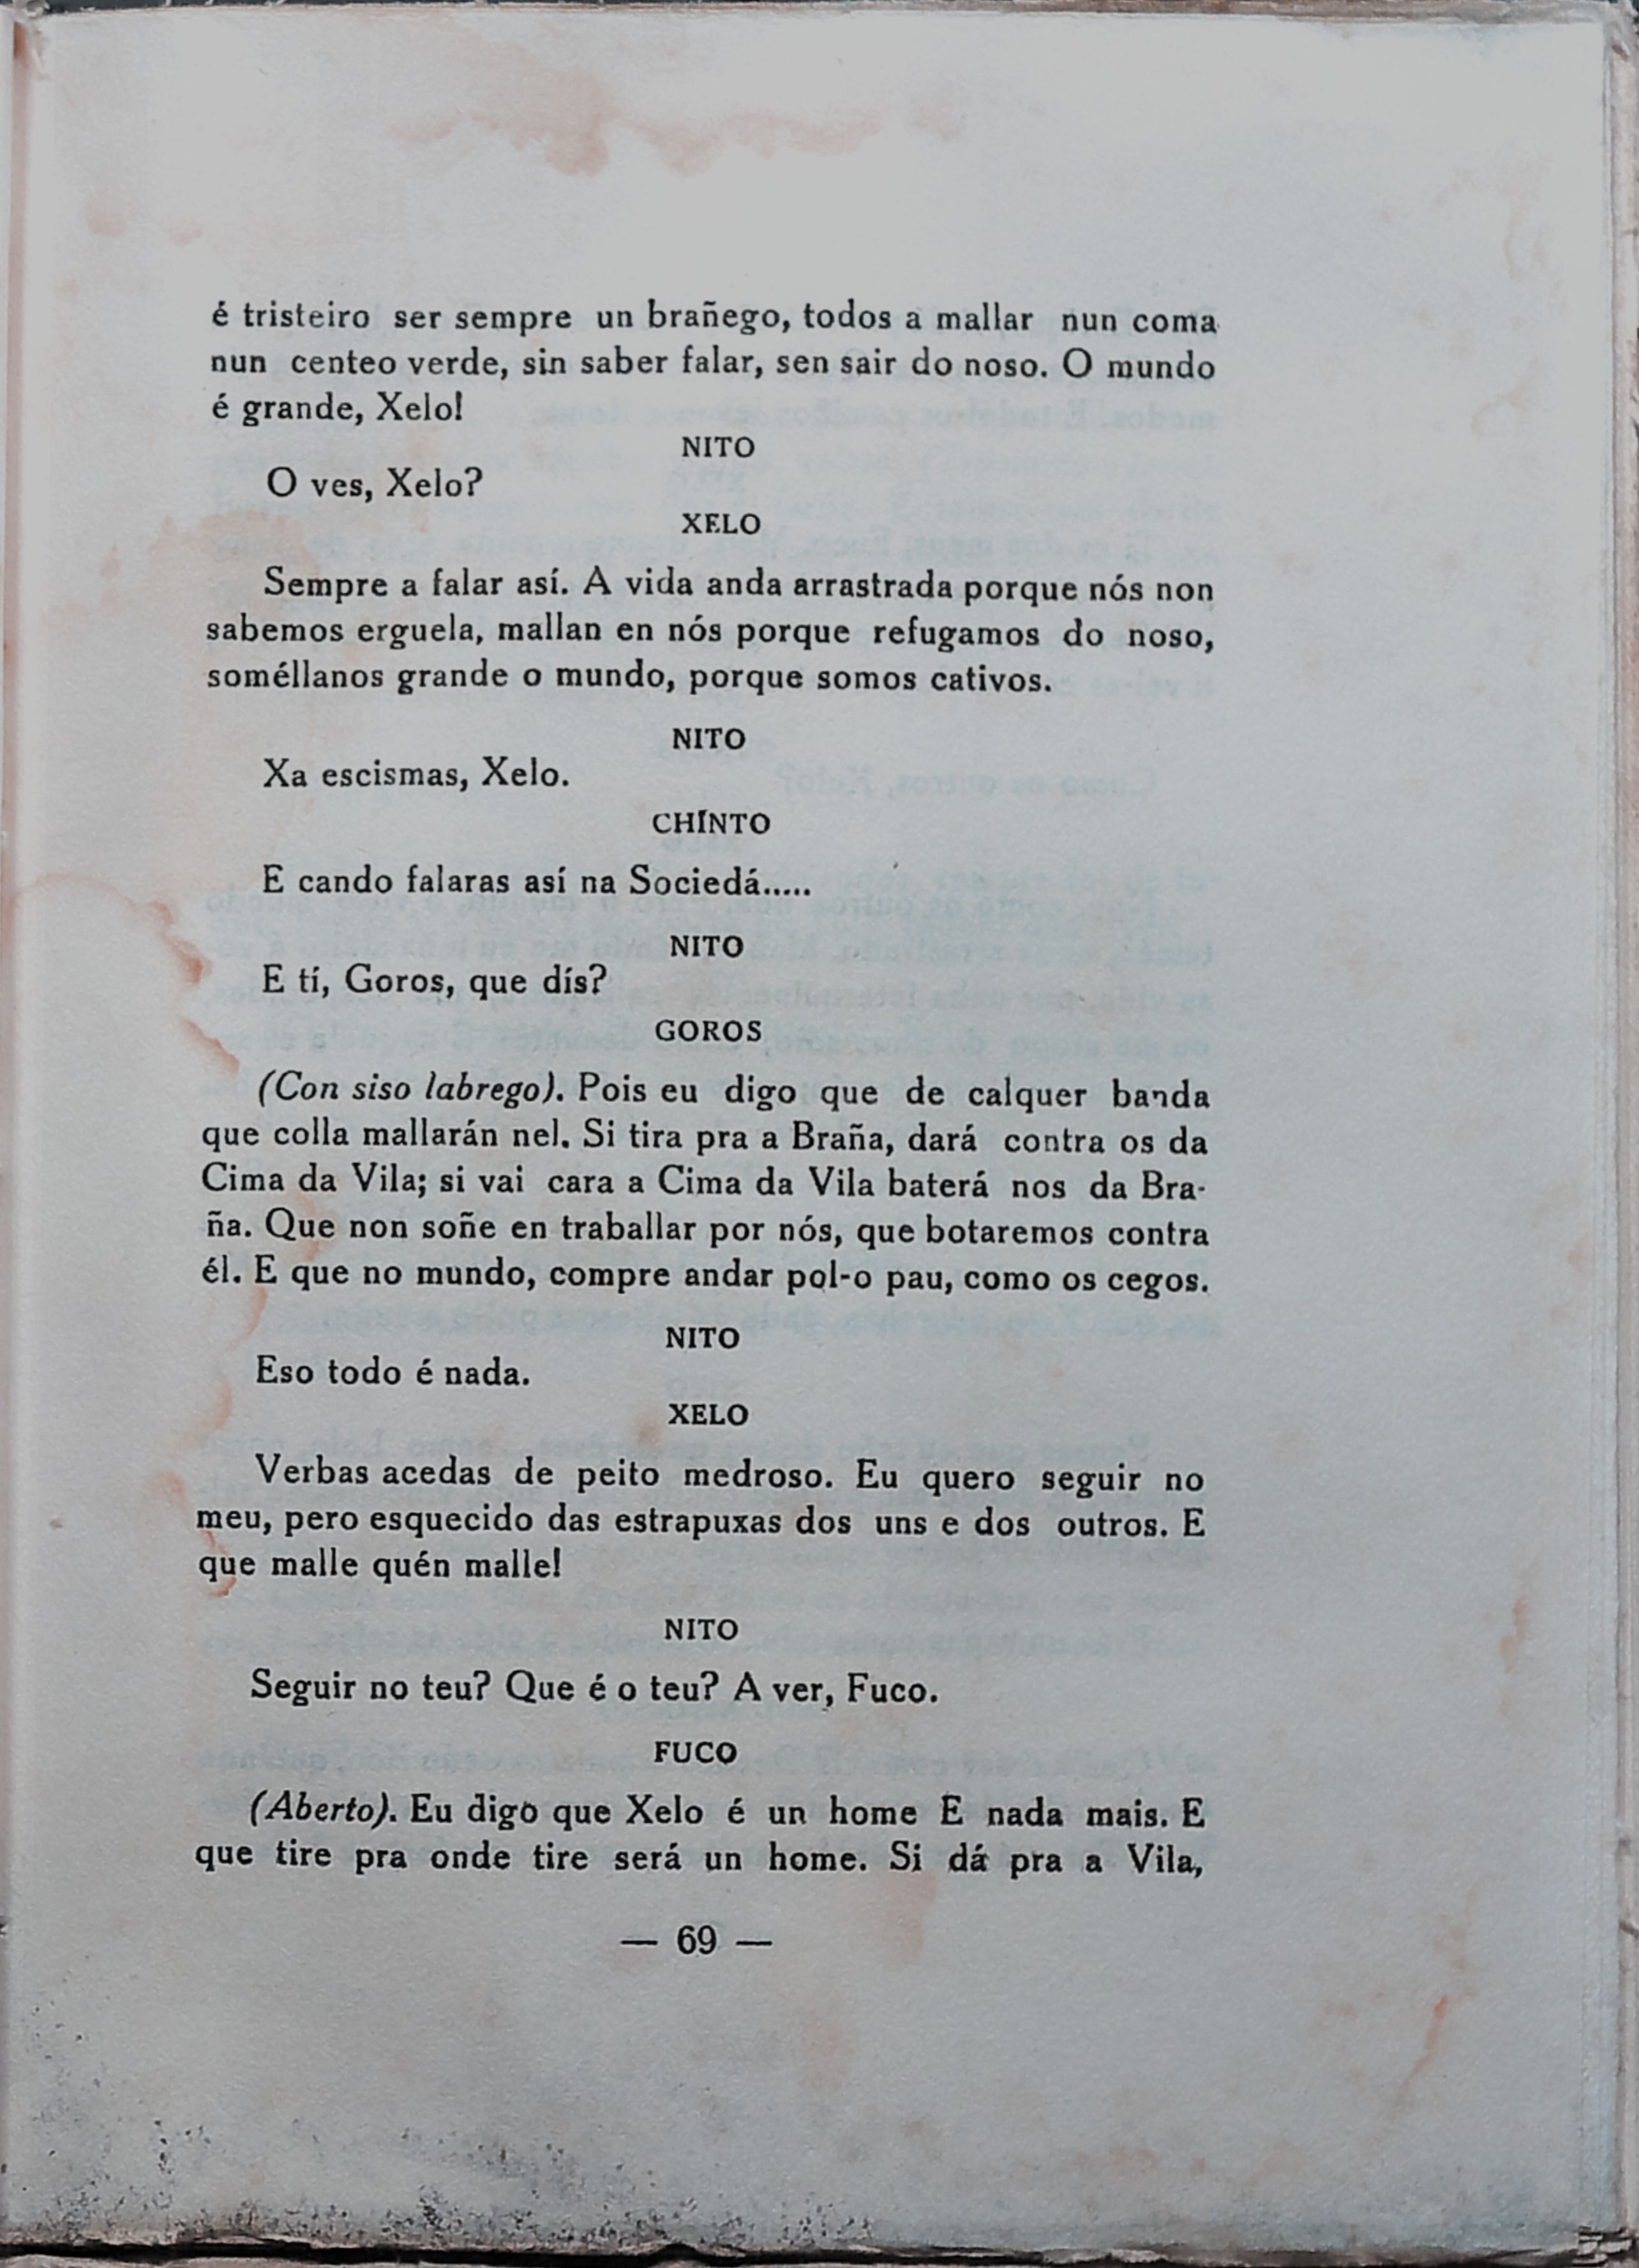 é tristeiro ser sempre un brañego, todos a mallar nun coma
nun centeo verde, sin saber falar, sen sair do noso. O mundo
é grande, Xelo!
NITO
O ves, Xelo?
XELO
Sempre a falar así. A vida anda arrastrada porque nós non
sabemos erguela, mallan en nós porque refugamos do noso,
soméllanos grande o mundo, porque somos cativos.
NITO
Xa escismas, Xelo.
CHINTO
E cando falaras así na Sociedá.....
NITO
E tí, Goros, que dís?
GOROS
(Con siso labrego). Pois eu digo que de calquer banda
que colla mallarán nel. Si tira pra a Braña, dará contra os da
Cima da Vila; si vai cara a Cima da Vila baterá nos da Bra-
ña. Que non soñe en traballar por nós, que botaremos contra
él. E que no mundo, compre andar pol-o pau, como os cegos.
NITO
Eso todo é nada.
XELO
Verbas acedas de peito medroso. Eu quero seguir no
meu, pero esquecido das estrapuxas dos uns e dos outros. E
que malle quén malle!
NITO
Seguir no teu? Que é o teu? A ver, Fuco.
FUCO
(Aberto). Eu digo que Xelo é un home E nada mais. E
que tire pra onde tire será un home. Si dá pra a Vila,
— 69 —